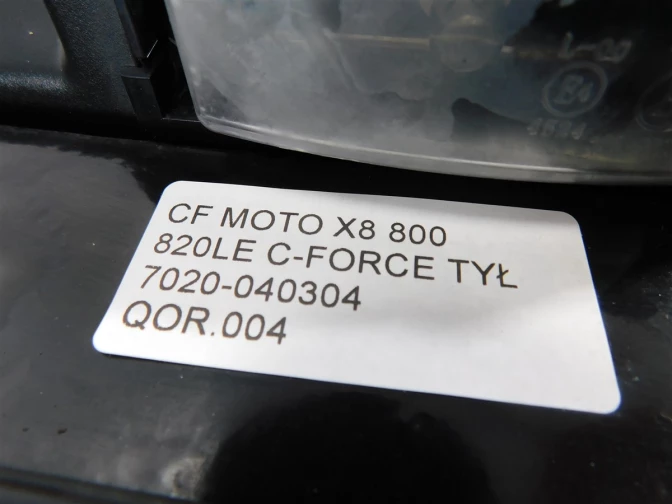 CF MOTO X8 800
820LE C-FORCE TYŁ
7020-040304
QOR.004